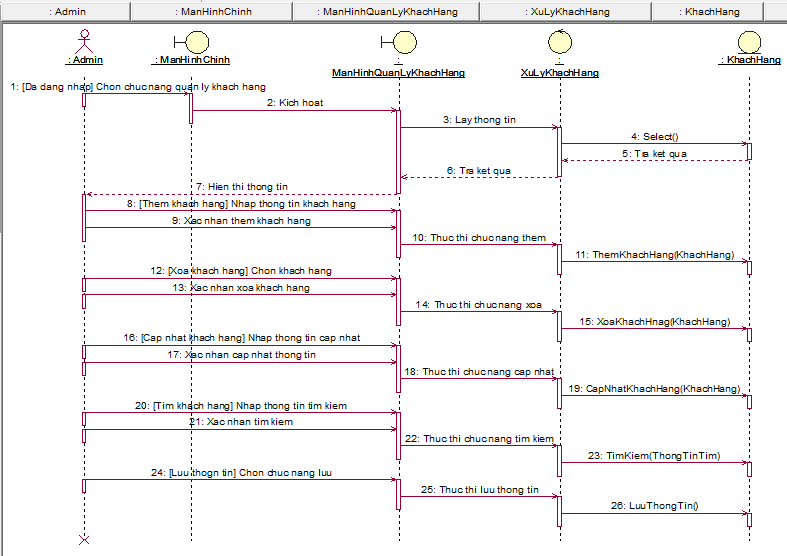 : Admin
: ManHinhChinh
: ManHinhQuanLyKhachHang
: XuLyKhachHang
: KhachHang
: Admin
: ManHinhChinh
:
ManHinhQuanLyKhachHang
:
XuLyKhachHang
: KhachHang
1: [Da dang nhap] Chon chuc nang quan ly khach hang
2: Kich hoat
3: Lay thong tin
4: Select()
5: Tra ket qua
6: Tra ket qua
7: Hien thi thong tin
8: [Them khach hang] Nhap thong tin khach hang
9: Xac nhan them khach hang
10: Thuc thi chuc nang them
11: ThemKhachHang(KhachHang)
12: [Xoa khach hang] Chon khach hang
13: Xac nhan xoa khach hang
14: Thuc thi chuc nang xoa
15: XoaKhachHnag(KhachHang)
16: [Cap nhat khach hang] Nhap thong tin cap nhat
17: Xac nhan cap nhat thong tin
18: Thuc thi chuc nang cap nhat
19: CapNhatKhachHang(KhachHang)
20: [Tim khach hang] Nhap thong tin tim kiem
21: Xac nhan tim kiem
22: Thuc thi chuc nang tim kiem
23: TimKiem(ThongTinTim)
24: [Luu thogn tin] Chon chuc nang luu
25: Thuc thi luu thong tin
26: LuuThongTin()